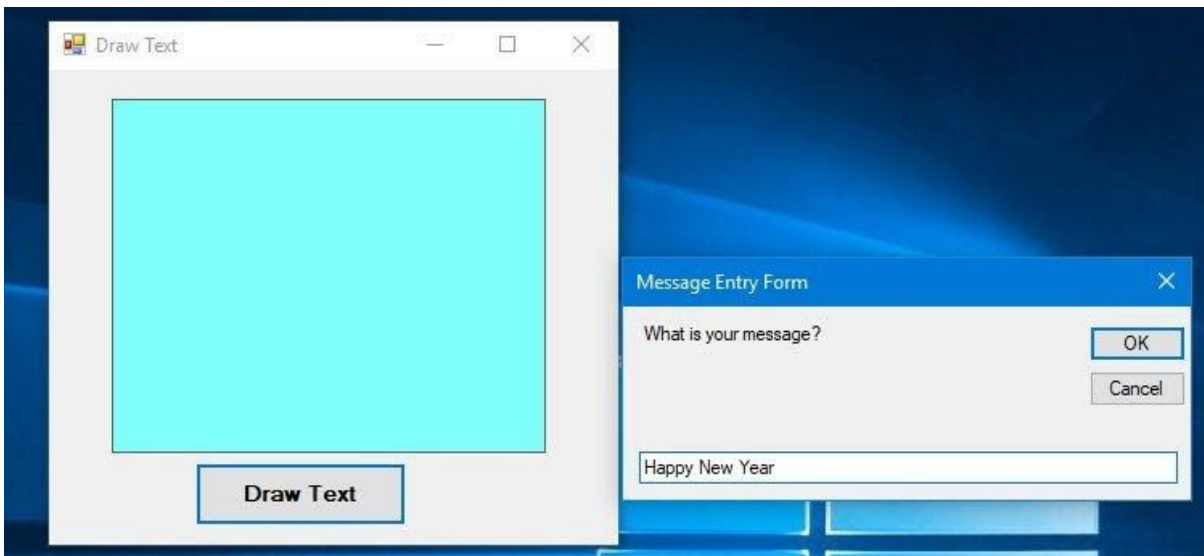 Draw Text
Draw Text
Message Entry Form
What is your message?
OK
Cancel
Happy New Year